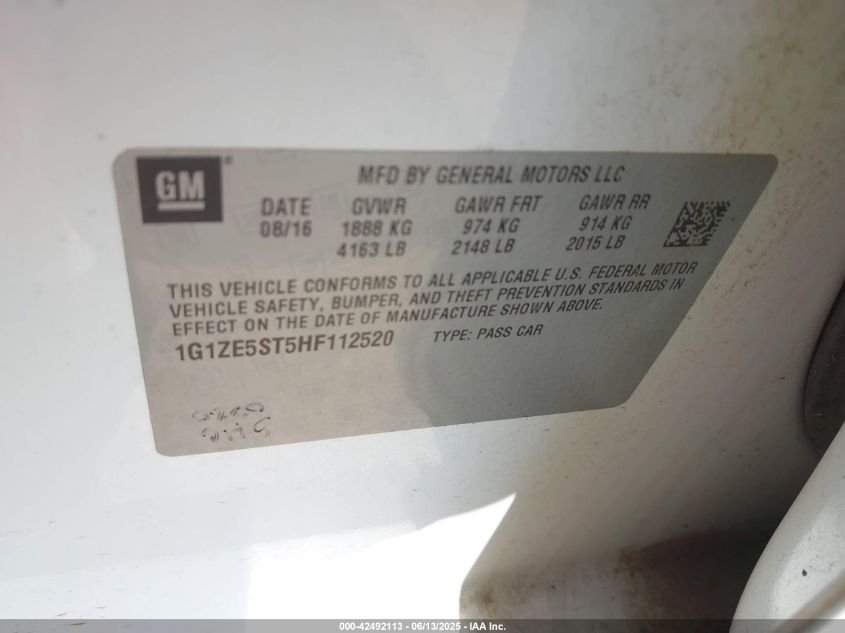 GM
MFD BY GENERAL MOTORS LLC
DATE GVWR GAWR FRT GAWR RR
08/16 1888 KG 974 KG 914 KG
4163 LB 2148 LB 2015 LB
THIS VEHICLE CONFORMS TO ALL APPLICABLE U.S. FEDERAL MOTOR
VEHICLE SAFETY, BUMPER, AND THEFT PREVENTION STANDARDS IN
EFFECT ON THE DATE OF MANUFACTURE SHOWN ABOVE.
1G1ZE5ST5HF112520 TYPE: PASS CAR
000-42492113 - 06/13/2025 - IAA Inc.